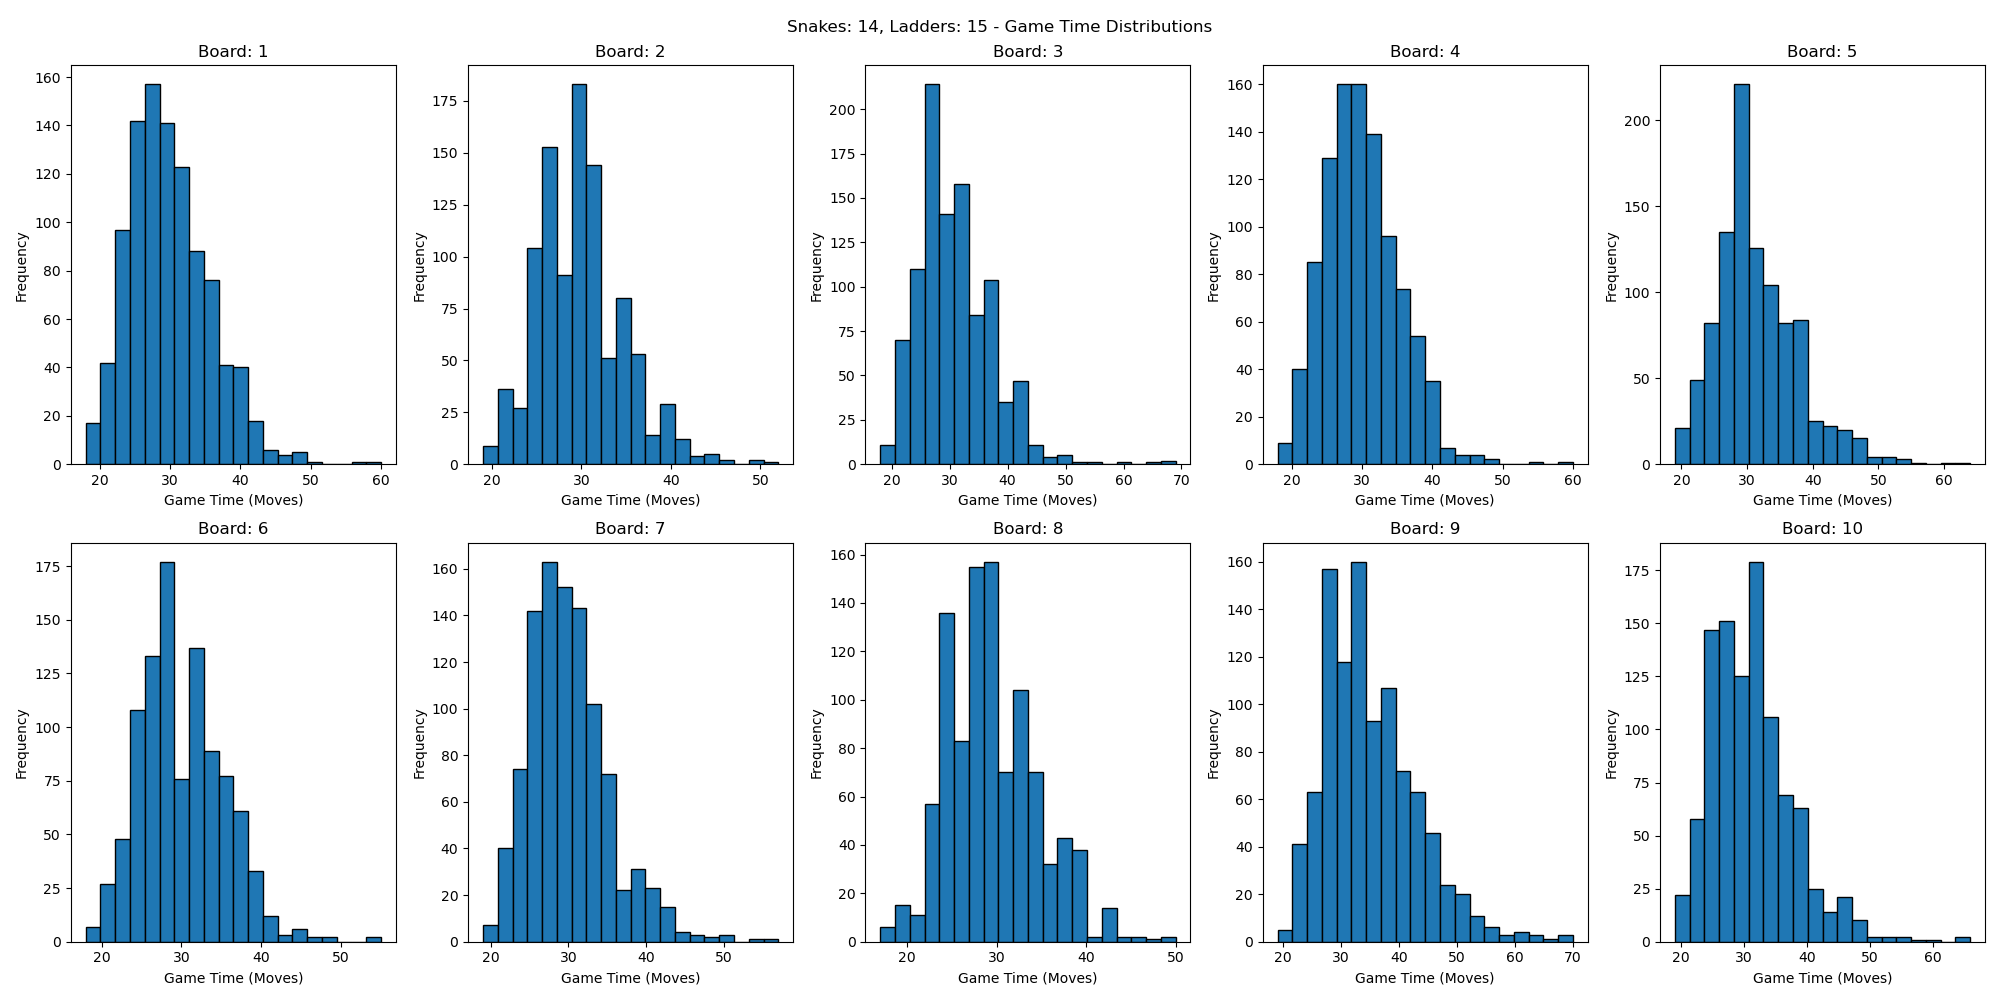 Snakes: 14, Ladders: 15 - Game Time Distributions
Board: 1
Frequency
160
140
120
100
80
60
40
20
0
20 30 40 50 60
Game Time (Moves)
Board: 2
Frequency
175
150
125
100
75
50
25
0
20 30 40 50
Game Time (Moves)
Board: 3
Frequency
200
175
150
125
100
75
50
25
0
20 30 40 50 60 70
Game Time (Moves)
Board: 4
Frequency
160
140
120
100
80
60
40
20
0
20 30 40 50 60
Game Time (Moves)
Board: 5
Frequency
200
150
100
50
0
20 30 40 50 60
Game Time (Moves)
Board: 6
Frequency
175
150
125
100
75
50
25
0
20 30 40 50
Game Time (Moves)
Board: 7
Frequency
160
140
120
100
80
60
40
20
0
20 30 40 50
Game Time (Moves)
Board: 8
Frequency
160
140
120
100
80
60
40
20
0
20 30 40 50
Game Time (Moves)
Board: 9
Frequency
160
140
120
100
80
60
40
20
0
20 30 40 50 60 70
Game Time (Moves)
Board: 10
Frequency
175
150
125
100
75
50
25
0
20 30 40 50 60
Game Time (Moves)